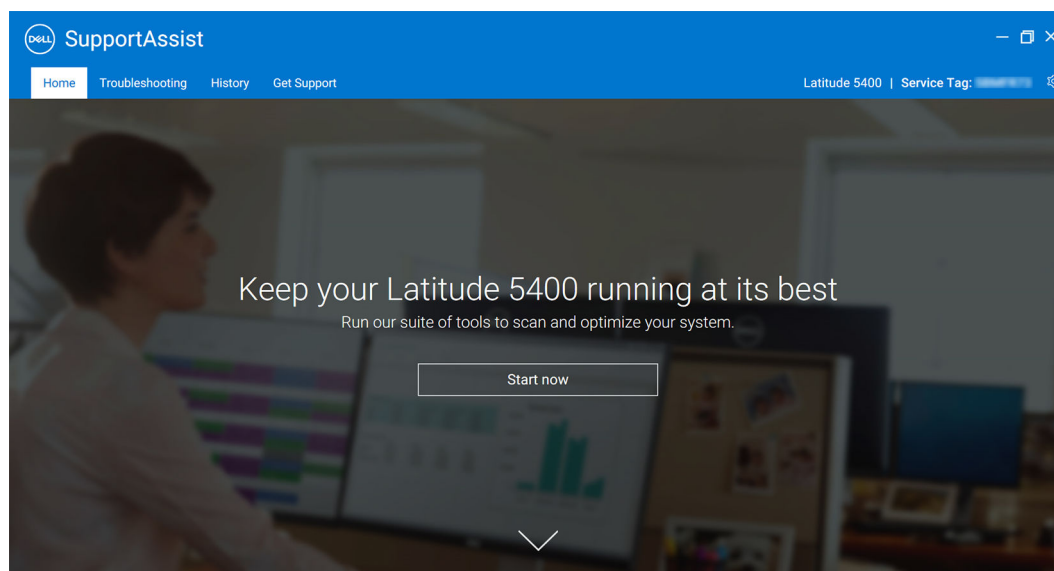 DELL SupportAssist
Home Troubleshooting History Get Support Latitude 5400 | Service Tag:
Keep your Latitude 5400 running at its best
Run our suite of tools to scan and optimize your system.
Start now